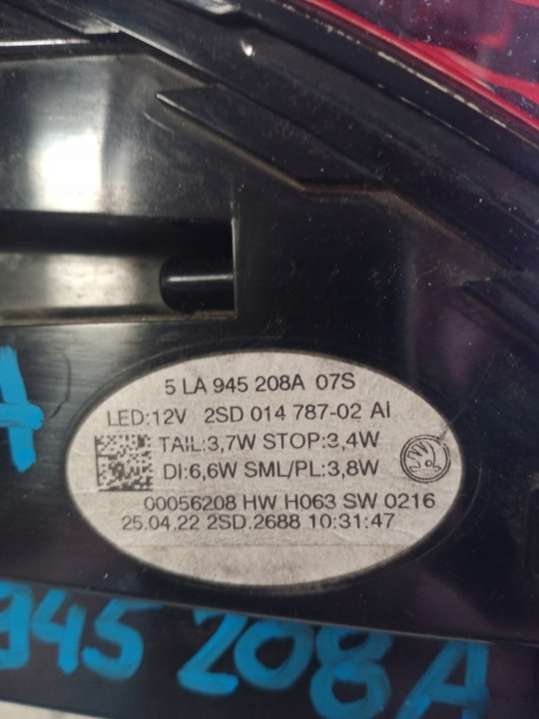 5 LA 945 208A 07S
LED:12V 2SD 014 787-02 AI
TAIL:3,7W STOP:3,4W
DI:6,6W SML/PL:3,8W
00056208 HW H063 SW 0216
25.04.22 2SD.2688 10:31:47
A
945 208A